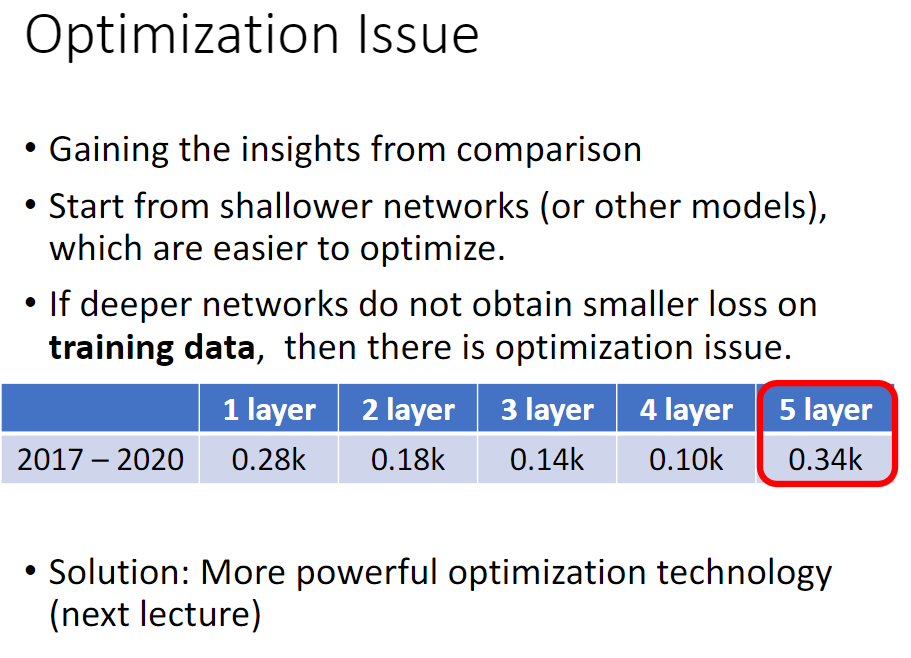 Optimization Issue
• Gaining the insights from comparison
• Start from shallower networks (or other models),
which are easier to optimize.
• If deeper networks do not obtain smaller loss on
training data,  then there is optimization issue.
1 layer 2 layer 3 layer 4 layer 5 layer
2017 – 2020 0.28k 0.18k 0.14k 0.10k 0.34k
• Solution: More powerful optimization technology
(next lecture)